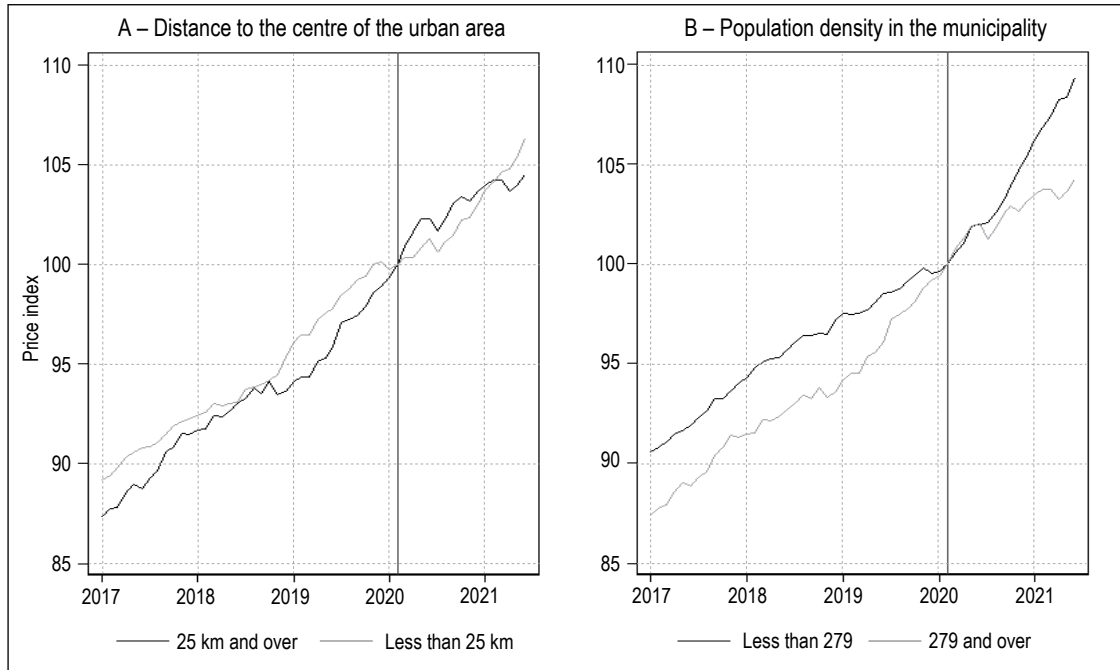 A – Distance to the centre of the urban area
Price index
110
105
100
95
90
85
2017 2018 2019 2020 2021
25 km and over Less than 25 km
B – Population density in the municipality
110
105
100
95
90
85
2017 2018 2019 2020 2021
Less than 279 279 and over